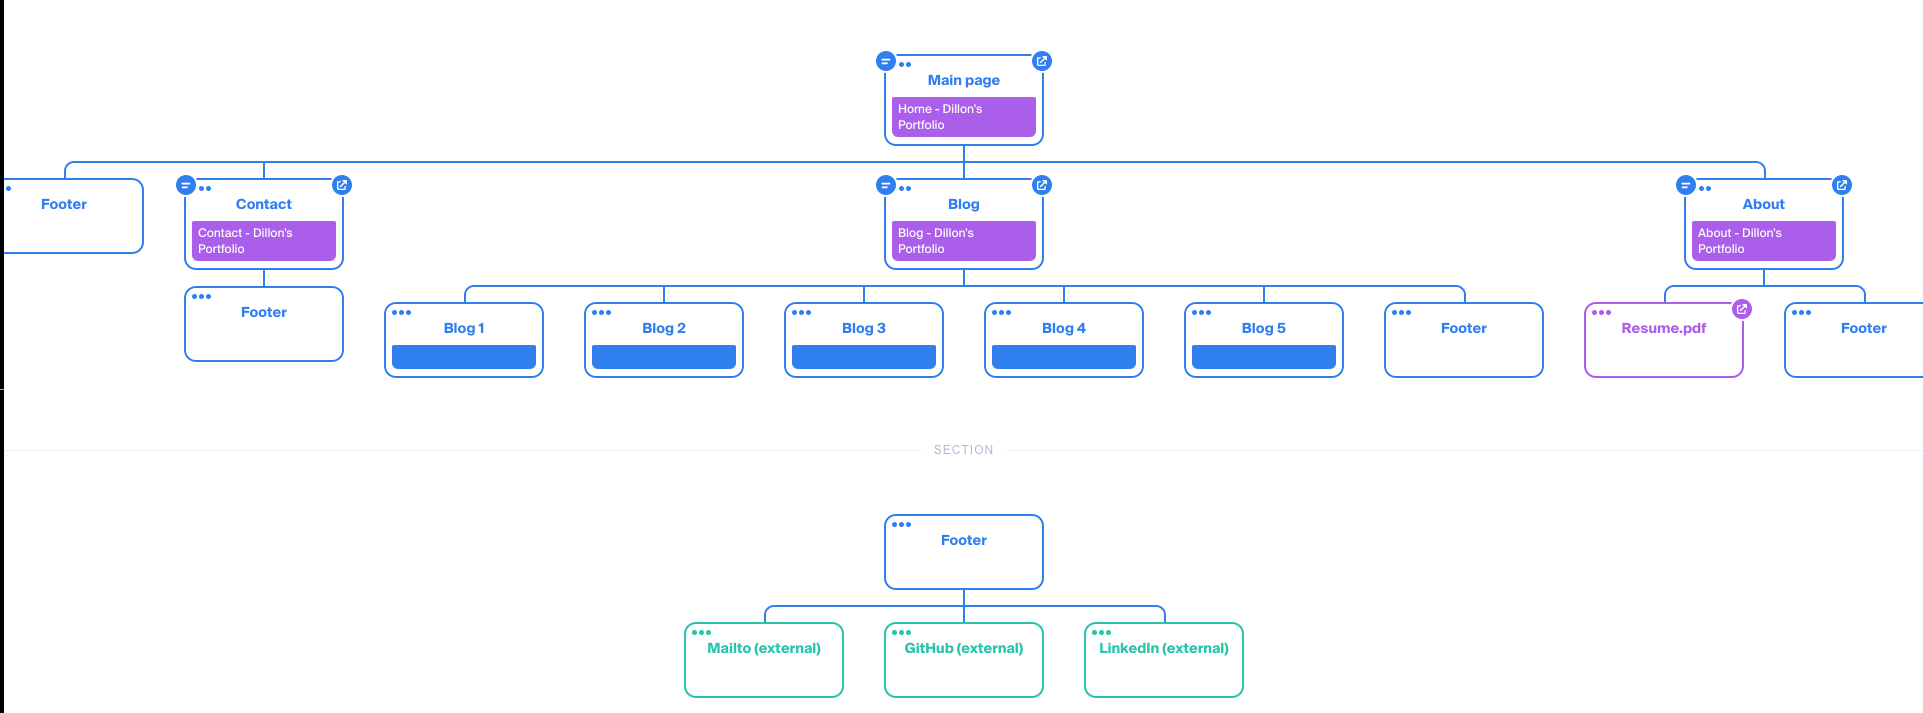 Main page
Home - Dillon's
Portfolio
Footer
Contact
Contact - Dillon's
Portfolio
Blog
Blog - Dillon's
Portfolio
About
About - Dillon's
Portfolio
Footer
Blog 1
Blog 2
Blog 3
Blog 4
Blog 5
Footer
Resume.pdf
Footer
SECTION
Footer
Mailto (external)
GitHub (external)
LinkedIn (external)